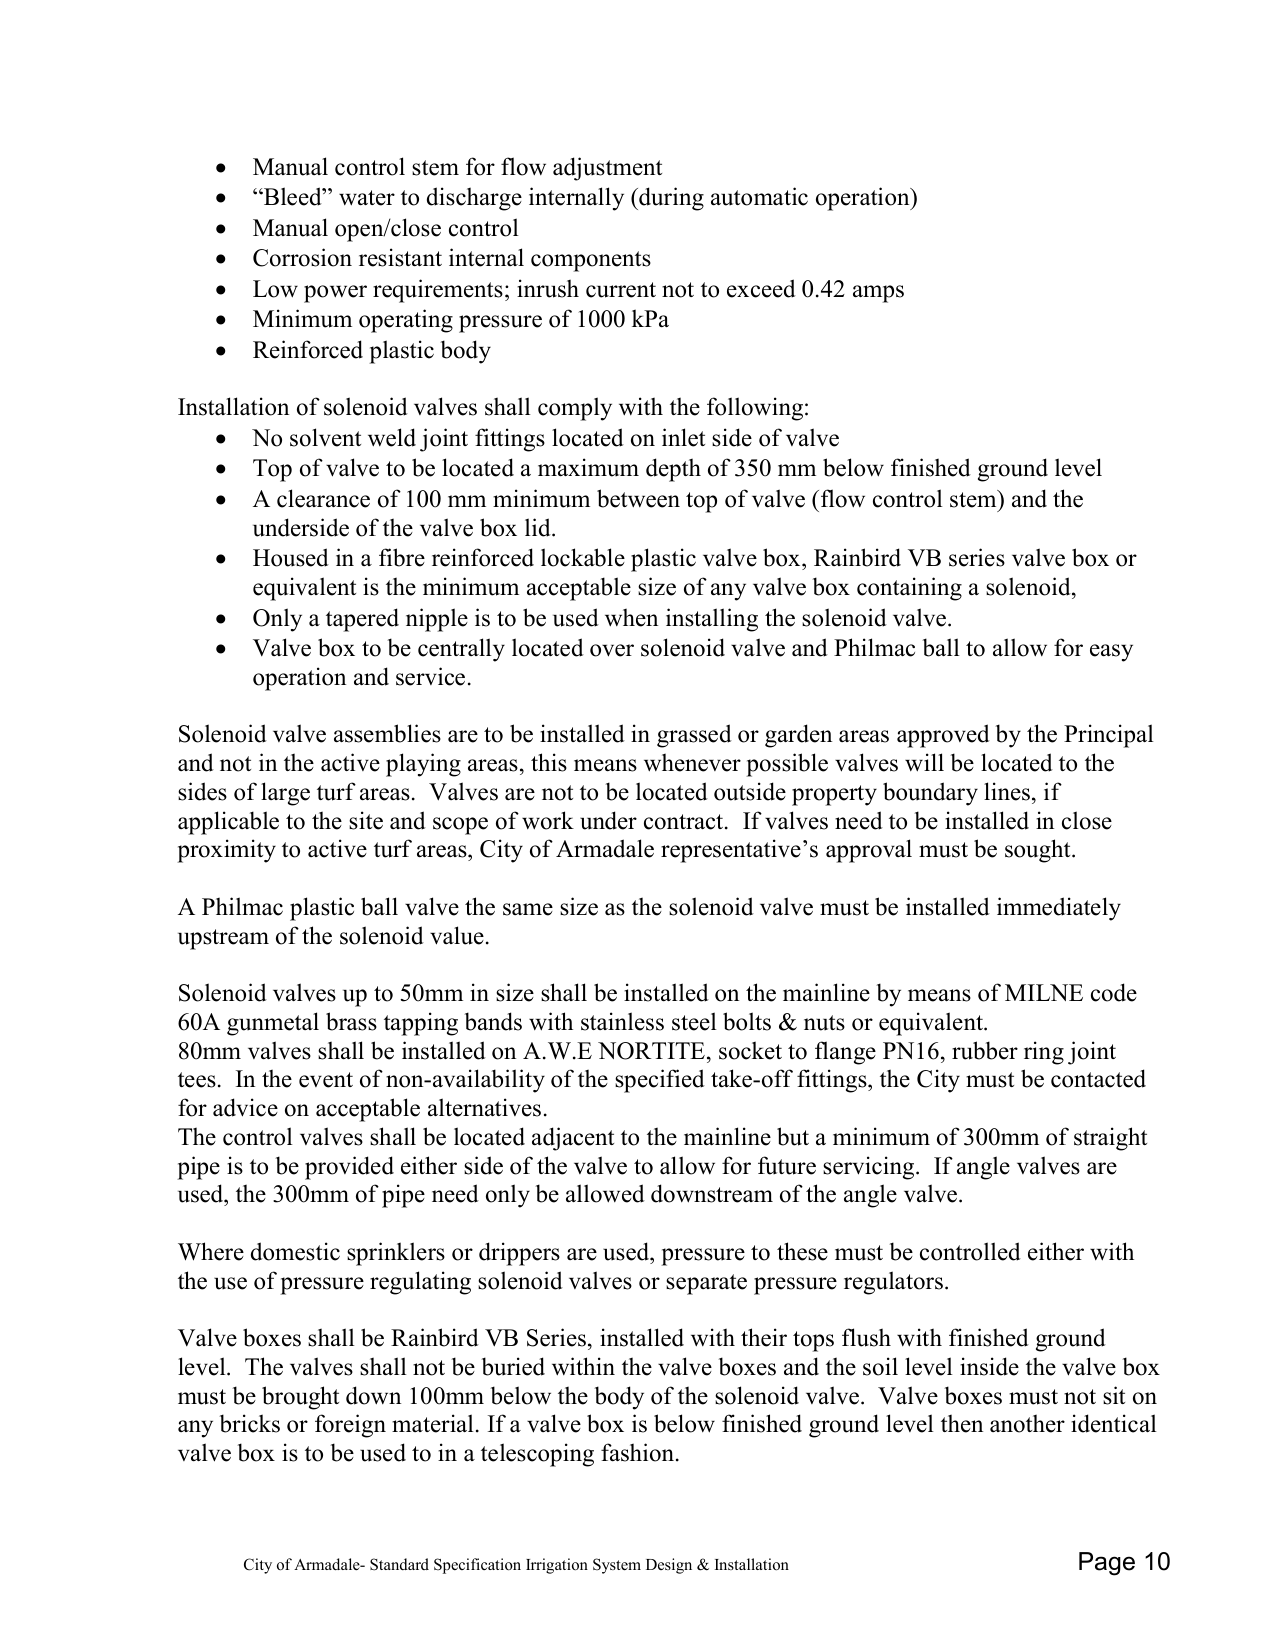 • Manual control stem for flow adjustment
• “Bleed” water to discharge internally (during automatic operation)
• Manual open/close control
• Corrosion resistant internal components
• Low power requirements; inrush current not to exceed 0.42 amps
• Minimum operating pressure of 1000 kPa
• Reinforced plastic body
Installation of solenoid valves shall comply with the following:
• No solvent weld joint fittings located on inlet side of valve
• Top of valve to be located a maximum depth of 350 mm below finished ground level
• A clearance of 100 mm minimum between top of valve (flow control stem) and the
underside of the valve box lid.
• Housed in a fibre reinforced lockable plastic valve box, Rainbird VB series valve box or
equivalent is the minimum acceptable size of any valve box containing a solenoid,
• Only a tapered nipple is to be used when installing the solenoid valve.
• Valve box to be centrally located over solenoid valve and Philmac ball to allow for easy
operation and service.
Solenoid valve assemblies are to be installed in grassed or garden areas approved by the Principal
and not in the active playing areas, this means whenever possible valves will be located to the
sides of large turf areas.  Valves are not to be located outside property boundary lines, if
applicable to the site and scope of work under contract.  If valves need to be installed in close
proximity to active turf areas, City of Armadale representative’s approval must be sought.
A Philmac plastic ball valve the same size as the solenoid valve must be installed immediately
upstream of the solenoid value.
Solenoid valves up to 50mm in size shall be installed on the mainline by means of MILNE code
60A gunmetal brass tapping bands with stainless steel bolts & nuts or equivalent.
80mm valves shall be installed on A.W.E NORTITE, socket to flange PN16, rubber ring joint
tees.  In the event of non-availability of the specified take-off fittings, the City must be contacted
for advice on acceptable alternatives.
The control valves shall be located adjacent to the mainline but a minimum of 300mm of straight
pipe is to be provided either side of the valve to allow for future servicing.  If angle valves are
used, the 300mm of pipe need only be allowed downstream of the angle valve.
Where domestic sprinklers or drippers are used, pressure to these must be controlled either with
the use of pressure regulating solenoid valves or separate pressure regulators.
Valve boxes shall be Rainbird VB Series, installed with their tops flush with finished ground
level.  The valves shall not be buried within the valve boxes and the soil level inside the valve box
must be brought down 100mm below the body of the solenoid valve.  Valve boxes must not sit on
any bricks or foreign material. If a valve box is below finished ground level then another identical
valve box is to be used to in a telescoping fashion.
City of Armadale- Standard Specification Irrigation System Design & Installation Page 10